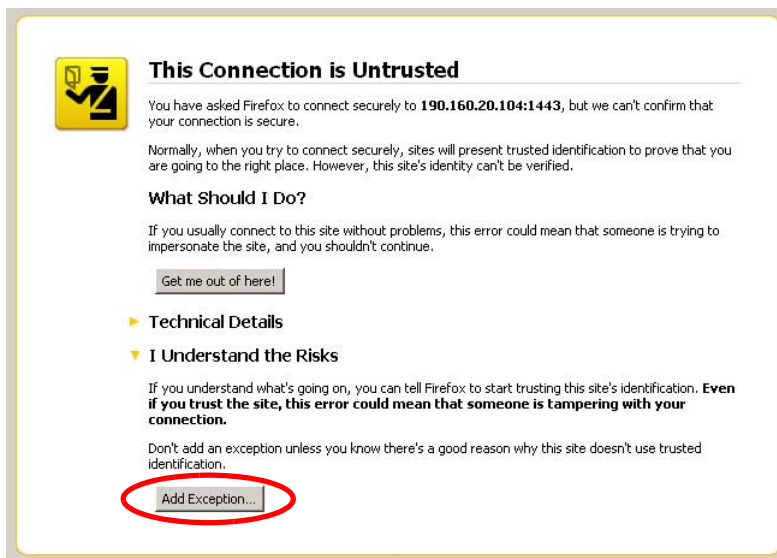 This Connection is Untrusted
You have asked Firefox to connect securely to 190.160.20.104:1443, but we can't confirm that
your connection is secure.
Normally, when you try to connect securely, sites will present trusted identification to prove that you
are going to the right place. However, this site's identity can't be verified.
What Should I Do?
If you usually connect to this site without problems, this error could mean that someone is trying to
impersonate the site, and you shouldn't continue.
Get me out of here!
Technical Details
I Understand the Risks
If you understand what's going on, you can tell Firefox to start trusting this site's identification. Even
if you trust the site, this error could mean that someone is tampering with your
connection.
Don't add an exception unless you know there's a good reason why this site doesn't use trusted
identification.
Add Exception...